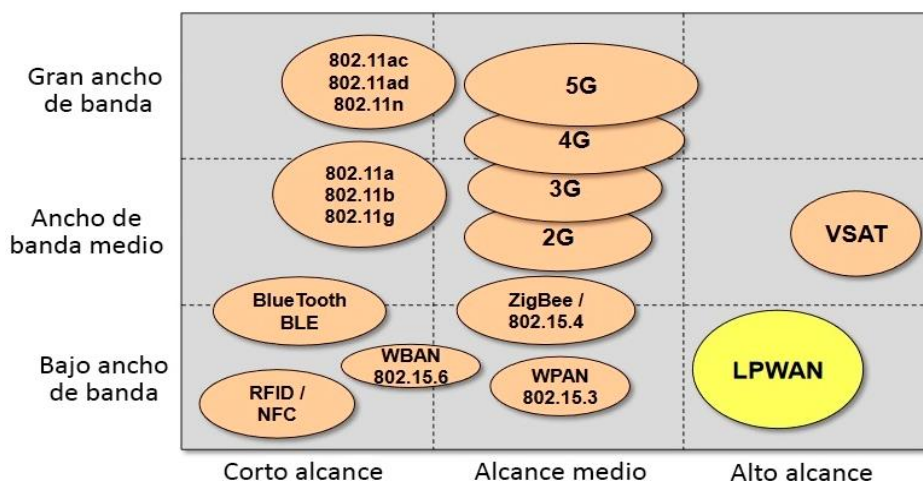 Gran ancho
de banda
802.11ac
802.11ad
802.11n
5G
4G
Ancho de
banda medio
802.11a
802.11b
802.11g
3G
2G
VSAT
Bajo ancho
de banda
BlueTooth
BLE
ZigBee /
802.15.4
WBAN
802.15.6
WPAN
802.15.3
RFID /
NFC
LPWAN
Corto alcance
Alcance medio
Alto alcance